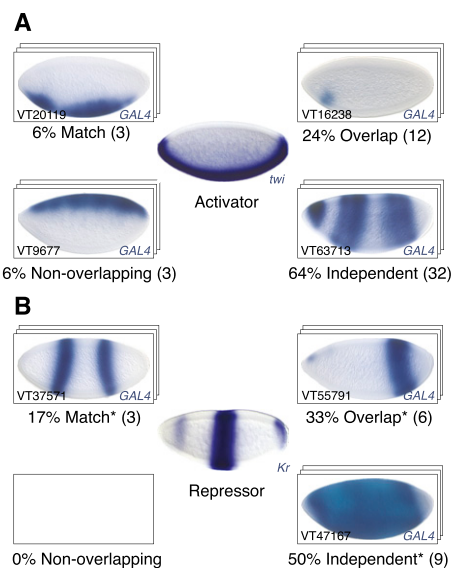 A
VT20119 GAL4
6% Match (3)
VT16238 GAL4
24% Overlap (12)
twi
Activator
VT9677 GAL4
6% Non-overlapping (3)
VT63713 GAL4
64% Independent (32)
B
VT37571 GAL4
17% Match* (3)
VT55791 GAL4
33% Overlap* (6)
Kr
Repressor
0% Non-overlapping
VT47167 GAL4
50% Independent* (9)